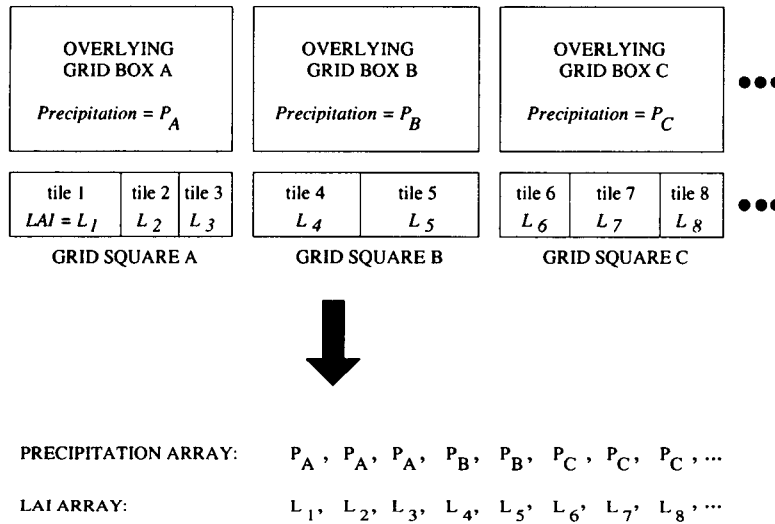 OVERLYING
GRID BOX A
Precipitation = P_A
OVERLYING
GRID BOX B
Precipitation = P_B
OVERLYING
GRID BOX C
Precipitation = P_C
•••
tile 1
LAI = L_1
tile 2
L_2
tile 3
L_3
tile 4
L_4
tile 5
L_5
tile 6
L_6
tile 7
L_7
tile 8
L_8
•••
GRID SQUARE A
GRID SQUARE B
GRID SQUARE C
PRECIPITATION ARRAY: P_A, P_A, P_A, P_B, P_B, P_C, P_C, P_C, ...
LAI ARRAY: L_1, L_2, L_3, L_4, L_5, L_6, L_7, L_8, ...